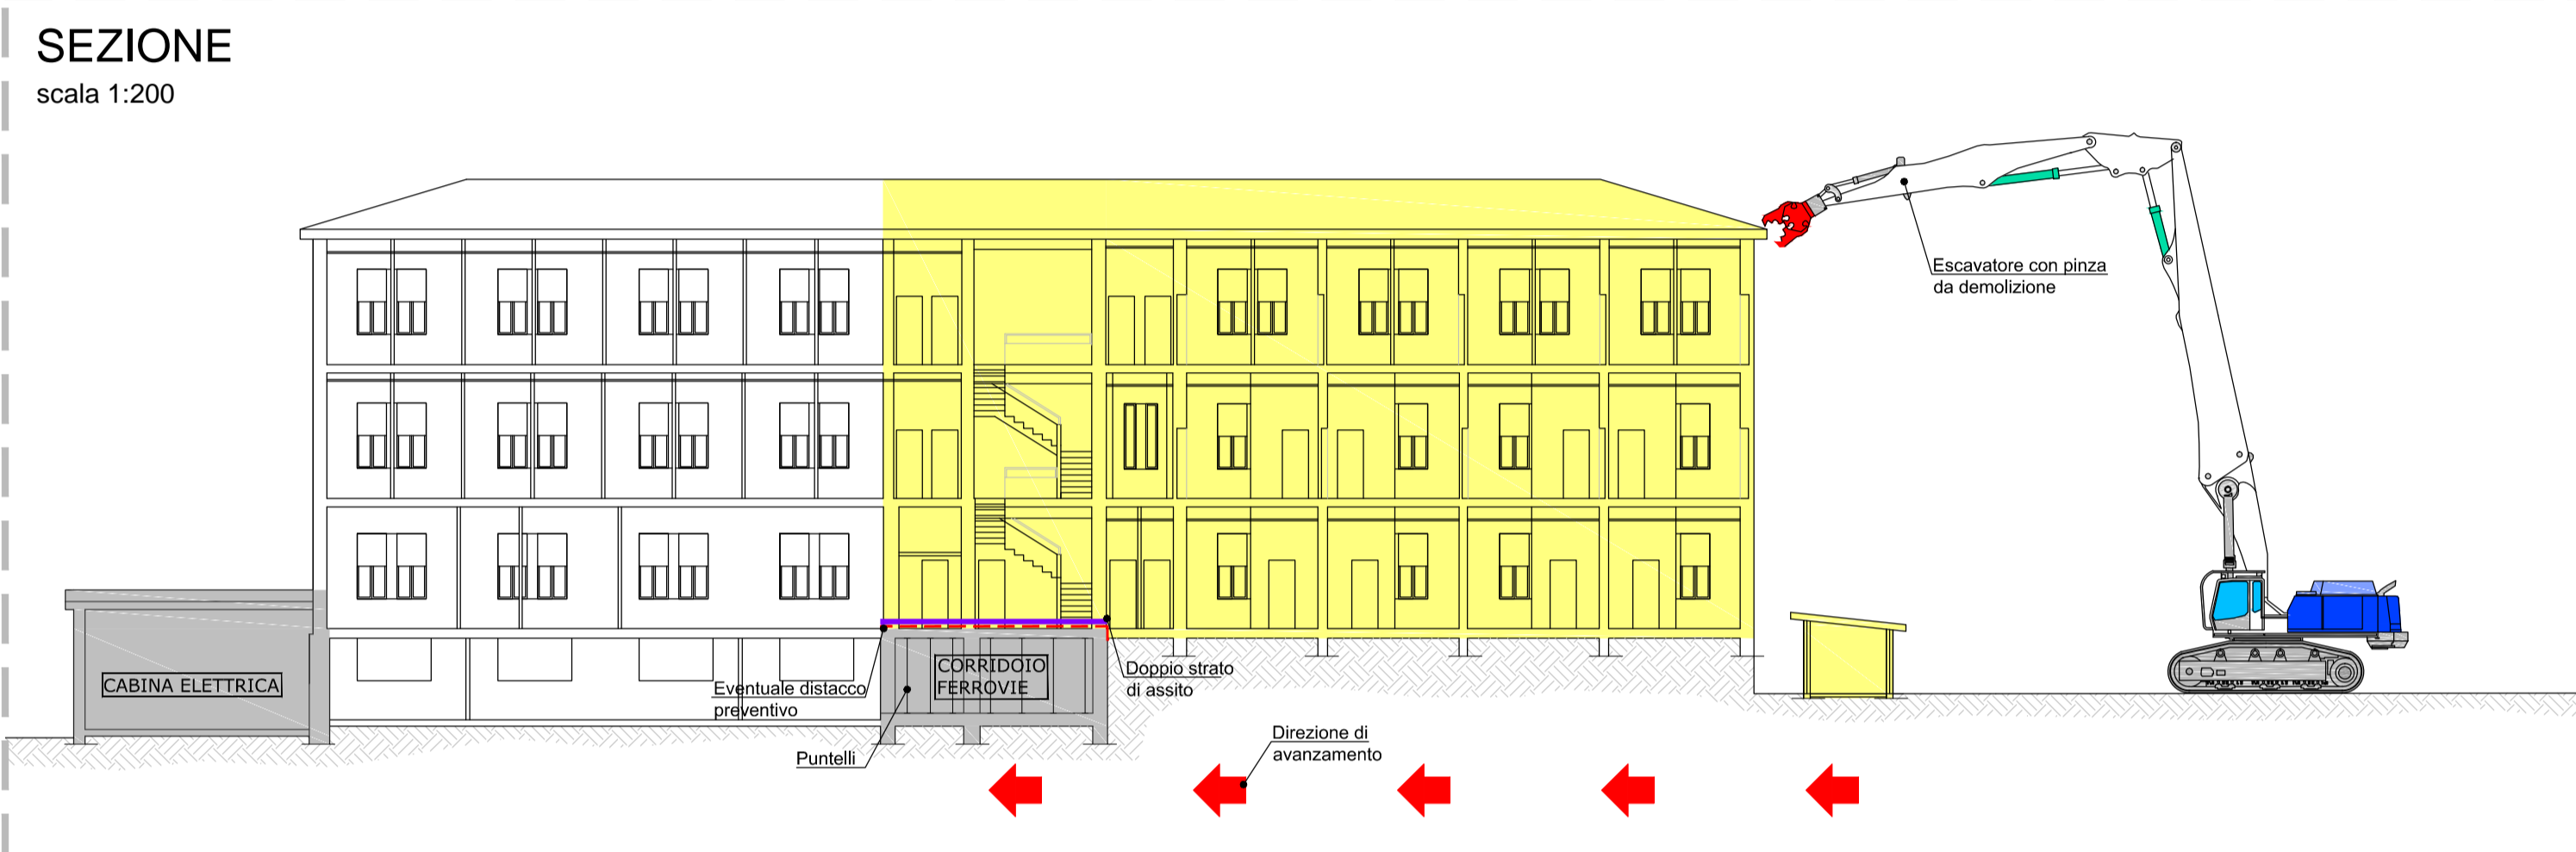 SEZIONE
scala 1:200
Escavatore con pinza
da demolizione
CABINA ELETTRICA
CORRIDOIO
FERROVIE
Eventuale distacco
preventivo
Doppio strato
di assito
Puntelli
Direzione di
avanzamento